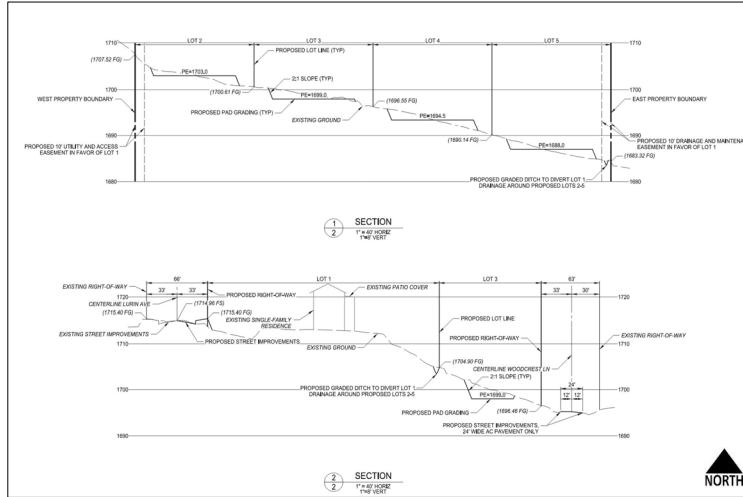 LOT 2
LOT 3
LOT 4
LOT 5
1710
1710
(1707.52 FG)
PROPOSED LOT LINE (TYP)
PE=1703.0
2:1 SLOPE (TYP)
1700
1700
(1700.61 FG)
PE=1699.0
(1696.55 FG)
WEST PROPERTY BOUNDARY
EAST PROPERTY BOUNDARY
PROPOSED PAD GRADING (TYP)
EXISTING GROUND
PE=1694.5
1690
1690
(1690.14 FG)
PROPOSED 10' UTILITY AND ACCESS
EASEMENT IN FAVOR OF LOT 1
PE=1688.0
PROPOSED 10' DRAINAGE AND MAINTENA
EASEMENT IN FAVOR OF LOT 1
(1683.32 FG)
1680
1680
PROPOSED GRADED DITCH TO DIVERT LOT 1
DRAINAGE AROUND PROPOSED LOTS 2-5
1
2
SECTION
1" = 40' HORIZ
1"=8' VERT
66'
LOT 1
LOT 3
63'
EXISTING RIGHT-OF-WAY
33'
33'
33'
30'
PROPOSED RIGHT-OF-WAY
EXISTING PATIO COVER
CENTERLINE LURIN AVE
(1714.96 FS)
1720
1720
(1715.40 FG)
(1715.40 FG)
EXISTING SINGLE-FAMILY
RESIDENCE
PROPOSED LOT LINE
EXISTING STREET IMPROVEMENTS
PROPOSED STREET IMPROVEMENTS
PROPOSED RIGHT-OF-WAY
EXISTING RIGHT-OF-WAY
1710
1710
EXISTING GROUND
(1704.90 FG)
CENTERLINE WOODCREST LN
2:1 SLOPE (TYP)
24'
PROPOSED GRADED DITCH TO DIVERT LOT 1
DRAINAGE AROUND PROPOSED LOTS 2-5
12'
12'
1700
1700
PE=1699.0
(1696.46 FG)
PROPOSED PAD GRADING
PROPOSED STREET IMPROVEMENTS,
24' WIDE AC PAVEMENT ONLY
1690
1690
2
2
SECTION
1" = 40' HORIZ
1"=8' VERT
NORTH